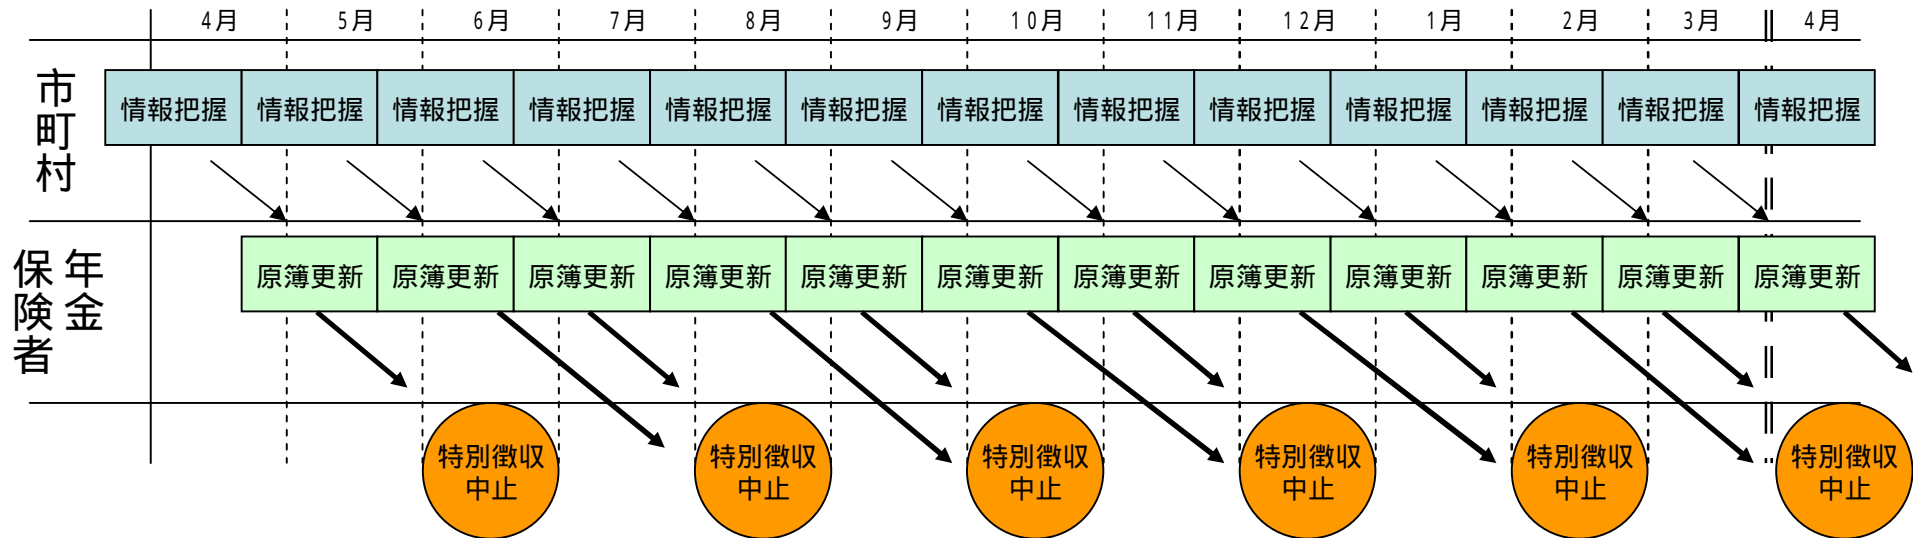 4月 5月 6月 7月 8月 9月 10月 11月 12月 1月 2月 3月 4月
市町村
情報把握 情報把握 情報把握 情報把握 情報把握 情報把握 情報把握 情報把握 情報把握 情報把握 情報把握 情報把握 情報把握
年金
保険者
原簿更新 原簿更新 原簿更新 原簿更新 原簿更新 原簿更新 原簿更新 原簿更新 原簿更新 原簿更新 原簿更新 原簿更新
特別徴収
中止
特別徴収
中止
特別徴収
中止
特別徴収
中止
特別徴収
中止
特別徴収
中止